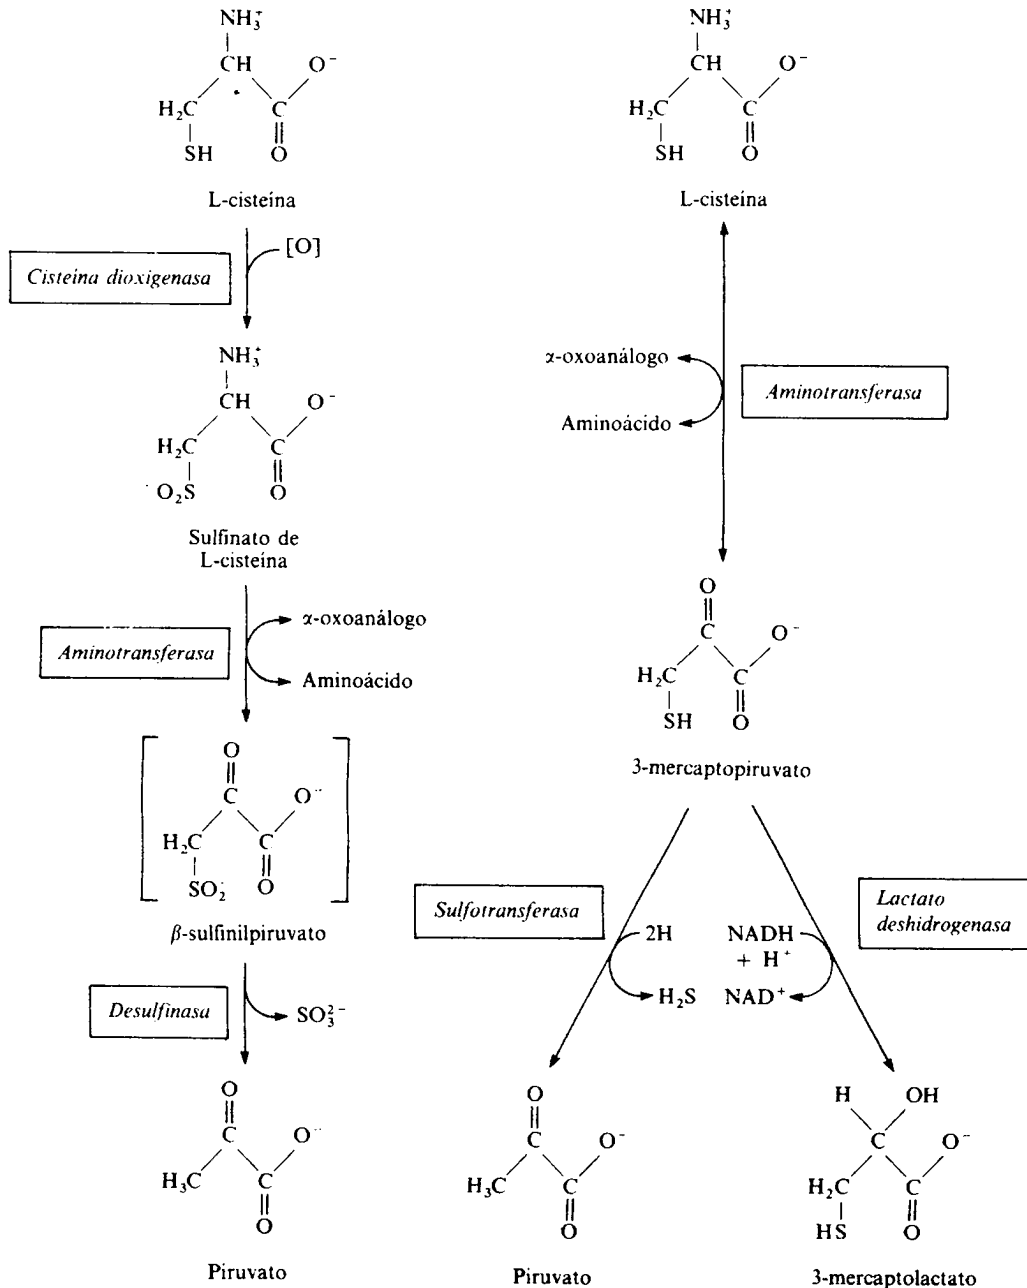 NH₃⁺
CH
O⁻
H₂C
C
SH
O
L-cisteína
[O]
Cisteína dioxigenasa
NH₃⁺
CH
O⁻
H₂C
C
⁻O₂S
O
Sulfinato de
L-cisteína
α-oxoanálogo
Aminotransferasa
Aminoácido
O
C
O⁻
H₂C
C
SO₂⁻
O
β-sulfinilpiruvato
Desulfinasa
SO₃²⁻
O
C
O⁻
H₃C
C
O
Piruvato
NH₃⁺
CH
O⁻
H₂C
C
SH
O
L-cisteína
α-oxoanálogo
Aminotransferasa
Aminoácido
O
C
O⁻
H₂C
C
SH
O
3-mercaptopiruvato
Sulfotransferasa
2H
H₂S
O
C
O⁻
H₃C
C
O
Piruvato
Lactato
deshidrogenasa
NADH
+ H⁺
NAD⁺
H
OH
C
O⁻
H₂C
C
HS
O
3-mercaptolactato